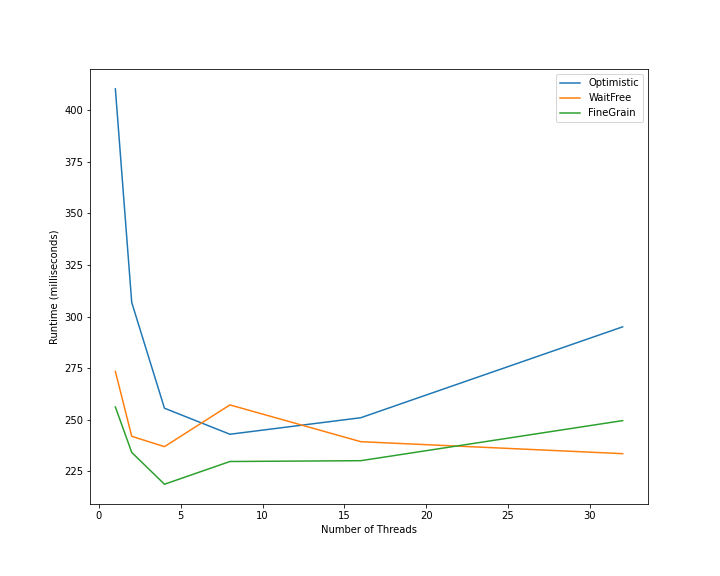 Optimistic
WaitFree
FineGrain
Runtime (milliseconds)
400
375
350
325
300
275
250
225
0 5 10 15 20 25 30
Number of Threads